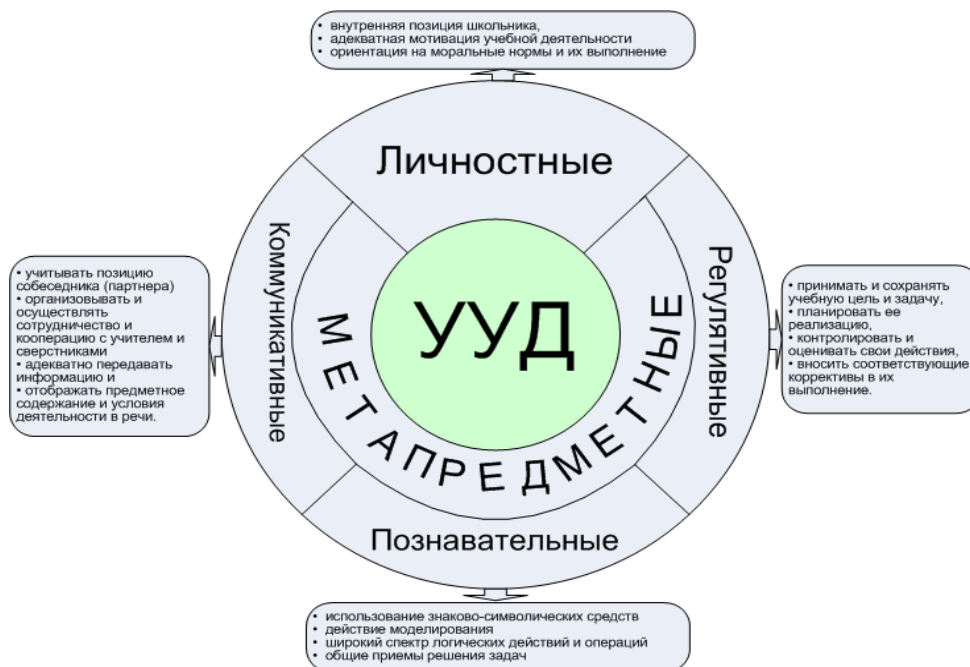 • внутренняя позиция школьника,
• адекватная мотивация учебной деятельности
• ориентация на моральные нормы и их выполнение
Личностные
Коммуникативные
УУД
МЕТАПРЕДМЕТНЫЕ
Регулятивные
• учитывать позицию
собеседника (партнера)
• организовывать и
осуществлять
сотрудничество и
кооперацию с учителем и
сверстниками
• адекватно передавать
информацию и
• отображать предметное
содержание и условия
деятельности в речи.
• принимать и сохранять
учебную цель и задачу,
• планировать ее
реализацию,
• контролировать и
оценивать свои действия,
• вносить соответствующие
коррективы в их
выполнение.
Познавательные
• использование знаково-символических средств
• действие моделирования
• широкий спектр логических действий и операций
• общие приемы решения задач